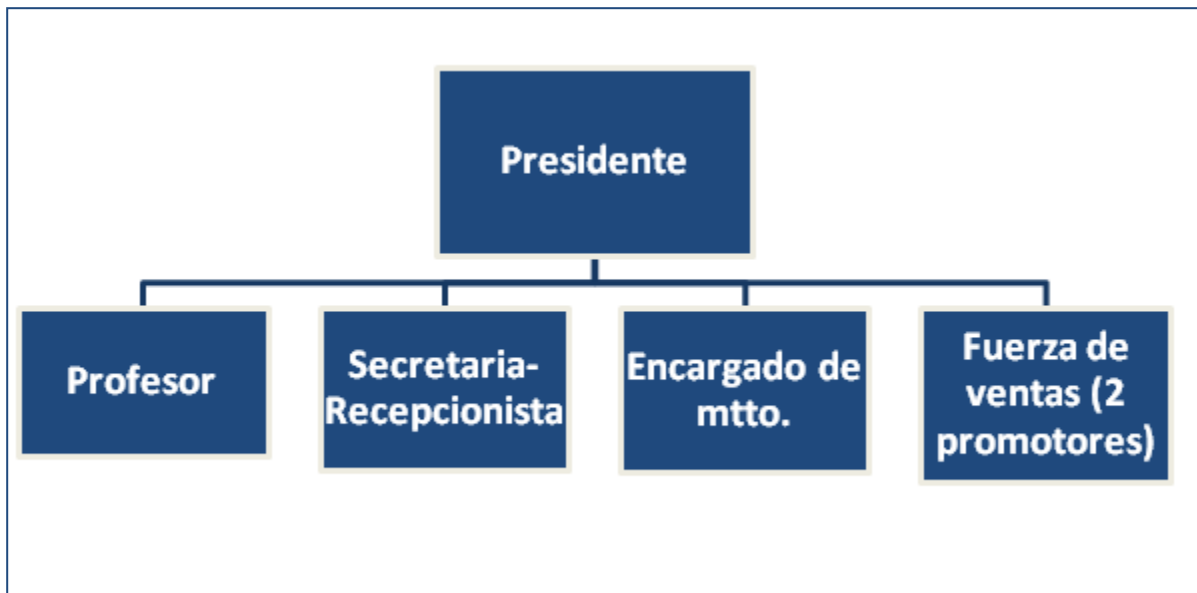 Presidente
Profesor
Secretaria-
Recepcionista
Encargado de
mtto.
Fuerza de
ventas (2
promotores)